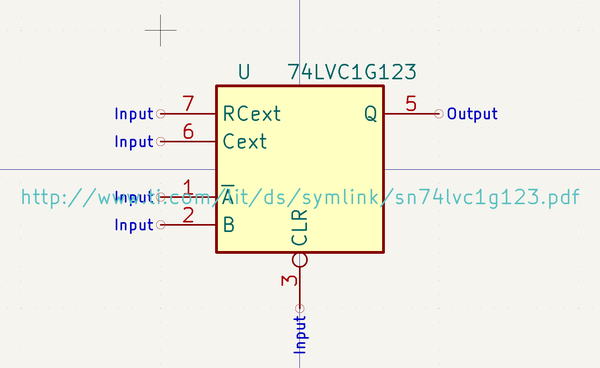 U 74LVC1G123
Input 7 RCext Q 5 Output
Input 6 Cext
Input 1 A̅
http://www.ti.com/lit/ds/symlink/sn74lvc1g123.pdf
Input 2 B
CLR
3
Input